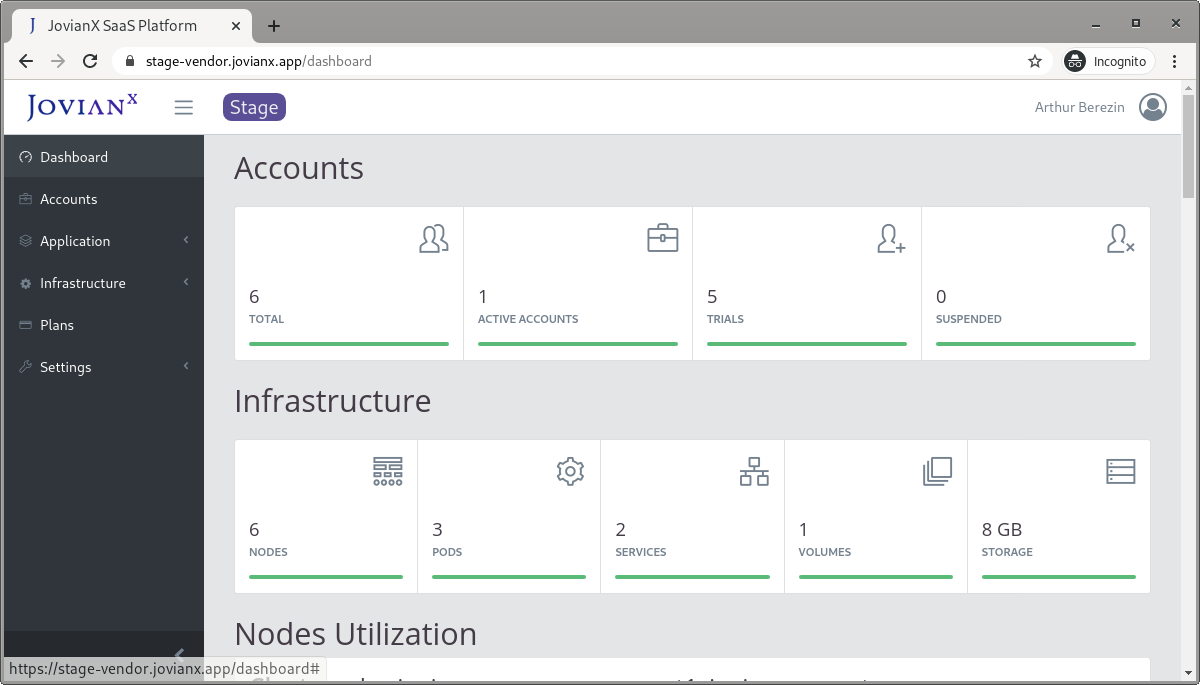 JovianX SaaS Platform
stage-vendor.jovianx.app/dashboard
Incognito
JOVIANX
Stage
Arthur Berezin
Dashboard
Accounts
Application
Infrastructure
Plans
Settings
Accounts
6
TOTAL
1
ACTIVE ACCOUNTS
5
TRIALS
0
SUSPENDED
Infrastructure
6
NODES
3
PODS
2
SERVICES
1
VOLUMES
8 GB
STORAGE
Nodes Utilization
https://stage-vendor.jovianx.app/dashboard#